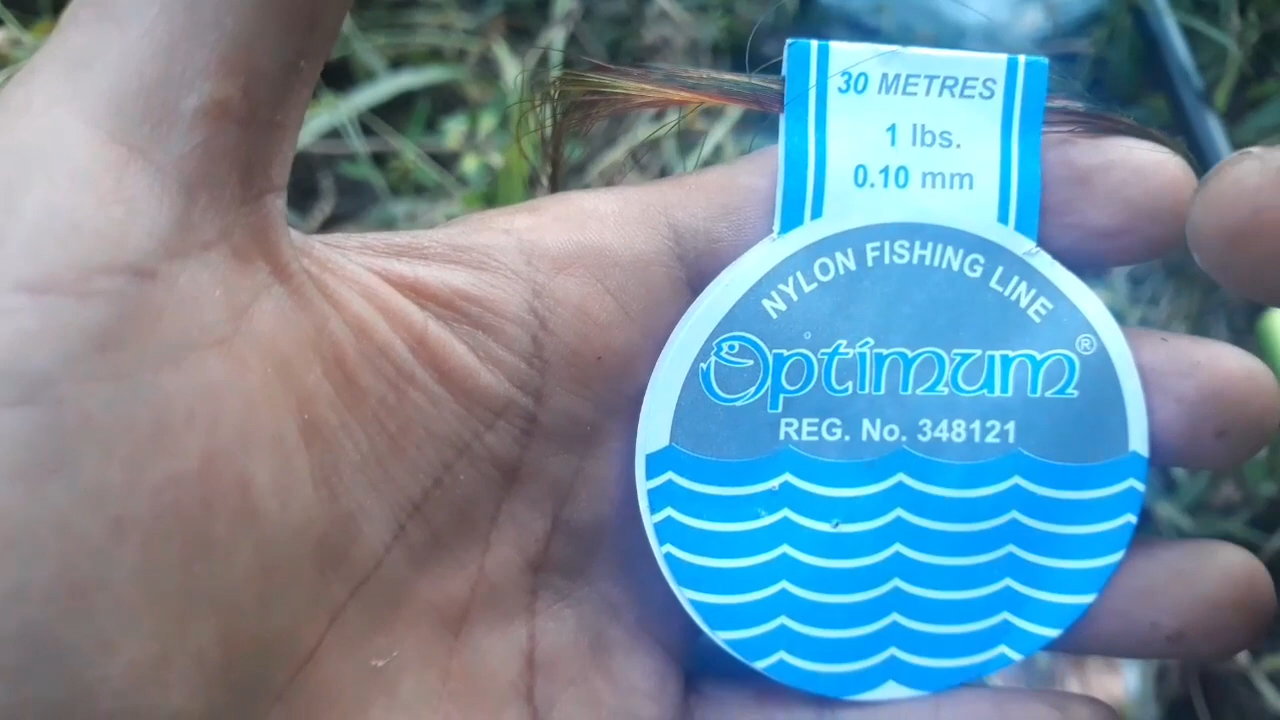 30 METRES
1 lbs.
0.10 mm
NYLON FISHING LINE
Optimum®
REG. No. 348121